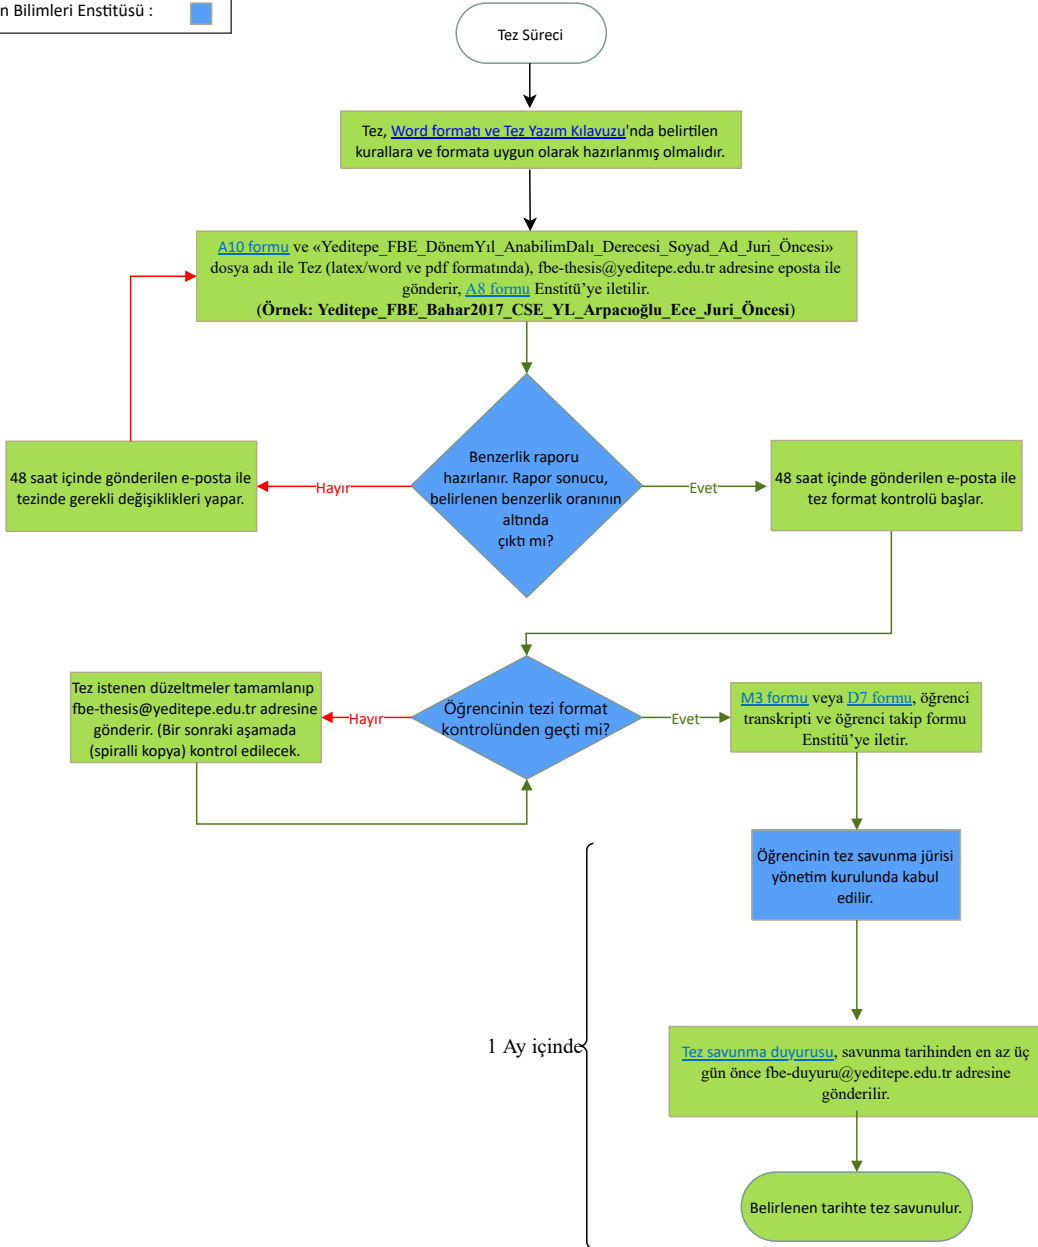 n Bilimleri Enstitüsü :
Tez Süreci
Tez, Word formatı ve Tez Yazım Kılavuzu'nda belirtilen
kurallara ve formata uygun olarak hazırlanmış olmalıdır.
A10 formu ve «Yeditepe_FBE_DönemYıl_AnabilimDalı_Derecesi_Soyad_Ad_Juri_Öncesi»
dosya adı ile Tez (latex/word ve pdf formatında), fbe-thesis@yeditepe.edu.tr adresine eposta ile
gönderir, A8 formu Enstitü’ye iletilir.
(Örnek: Yeditepe_FBE_Bahar2017_CSE_YL_Arpacıoğlu_Ece_Juri_Öncesi)
48 saat içinde gönderilen e-posta ile
tezinde gerekli değişiklikleri yapar.
Hayır
Benzerlik raporu
hazırlanır. Rapor sonucu,
belirlenen benzerlik oranının
altında
çıktı mı?
Evet
48 saat içinde gönderilen e-posta ile
tez format kontrolü başlar.
Tez istenen düzeltmeler tamamlanıp
fbe-thesis@yeditepe.edu.tr adresine
gönderir. (Bir sonraki aşamada
(spiralli kopya) kontrol edilecek.
Hayır
Öğrencinin tezi format
kontrolünden geçti mi?
Evet
M3 formu veya D7 formu, öğrenci
transkripti ve öğrenci takip formu
Enstitü’ye iletir.
Öğrencinin tez savunma jürisi
yönetim kurulunda kabul
edilir.
1 Ay içinde
Tez savunma duyurusu, savunma tarihinden en az üç
gün önce fbe-duyuru@yeditepe.edu.tr adresine
gönderilir.
Belirlenen tarihte tez savunulur.